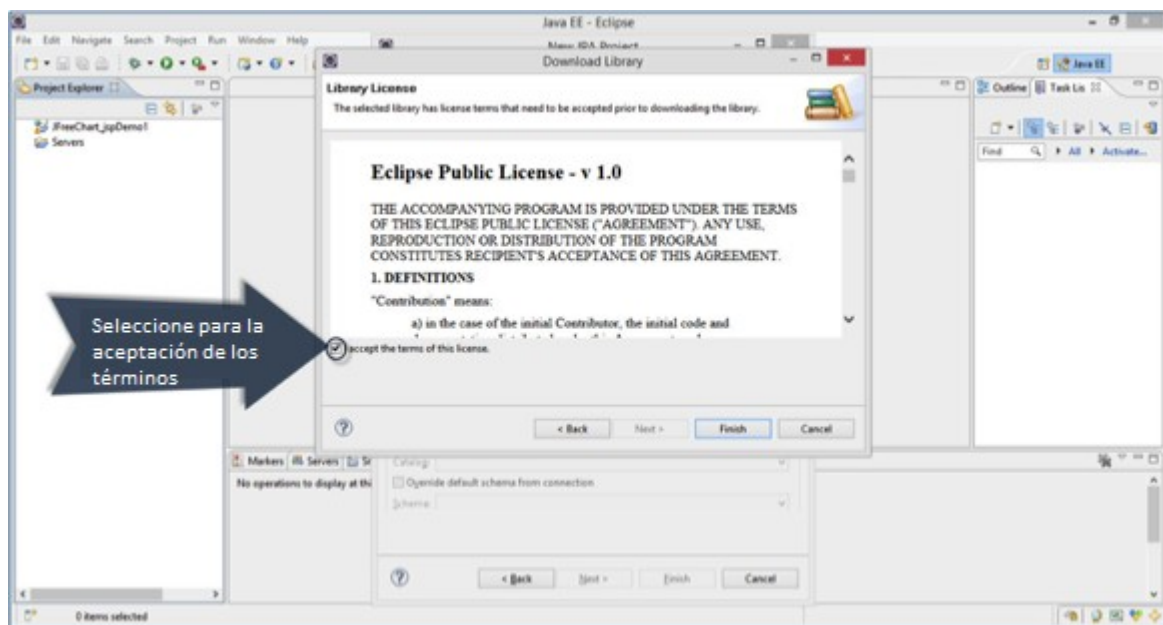 Java EE - Eclipse
File Edit Navigate Search Project Run Window Help
New JPA Project
Download Library
Java EE
Project Explorer
Outline Task Lis
Library License
The selected library has license terms that need to be accepted prior to downloading the library.
JFreeChart_jspDemo1
Servers
Find All Activate...
Eclipse Public License - v 1.0
THE ACCOMPANYING PROGRAM IS PROVIDED UNDER THE TERMS
OF THIS ECLIPSE PUBLIC LICENSE ("AGREEMENT"). ANY USE,
REPRODUCTION OR DISTRIBUTION OF THE PROGRAM
CONSTITUTES RECIPIENT'S ACCEPTANCE OF THIS AGREEMENT.
1. DEFINITIONS
"Contribution" means:
a) in the case of the initial Contributor, the initial code and
Seleccione para la
aceptación de los
términos
accept the terms of this license.
< Back Next > Finish Cancel
Markers Servers
Catalog:
No operations to display at thi
Override default schema from connection
Schema:
< Back Next > Finish Cancel
0 items selected